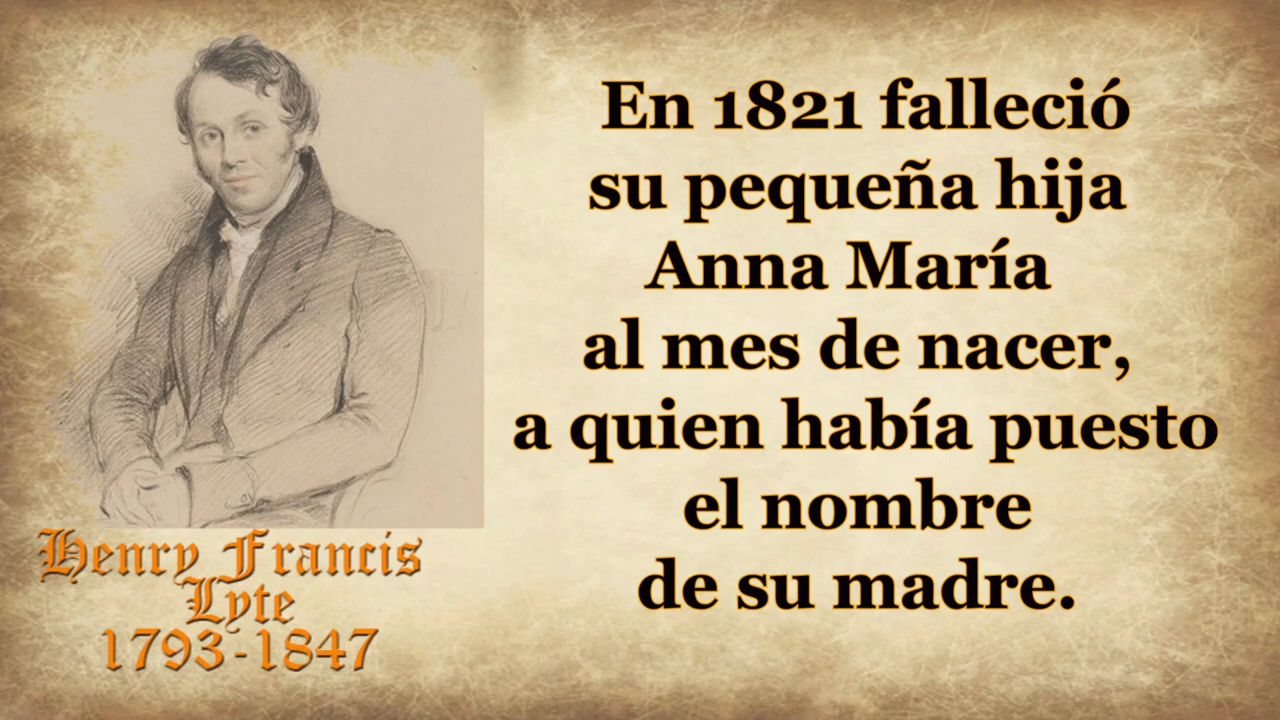 En 1821 falleció
su pequeña hija
Anna María
al mes de nacer,
a quien había puesto
el nombre
de su madre.
Henry Francis
Lyte
1793-1847